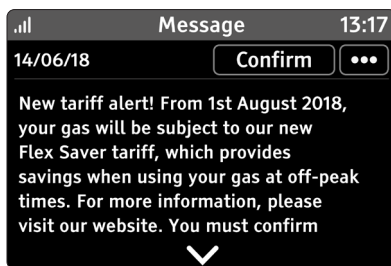 Message 13:17
14/06/18 Confirm •••
New tariff alert! From 1st August 2018,
your gas will be subject to our new
Flex Saver tariff, which provides
savings when using your gas at off-peak
times. For more information, please
visit our website. You must confirm